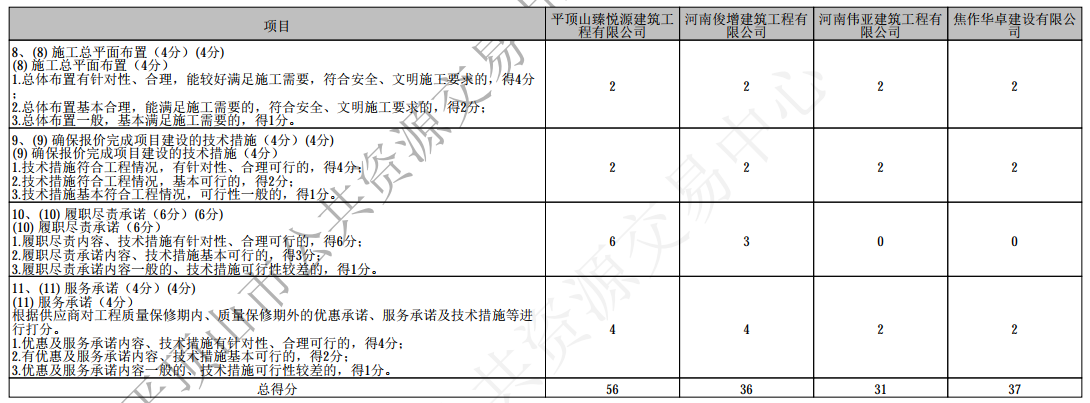 项目 平顶山臻悦源建筑工程有限公司 河南俊增建筑工程有限公司 河南伟亚建筑工程有限公司 焦作华卓建设有限公司
8、(8) 施工总平面布置（4分）(4分)
(8) 施工总平面布置（4分）
1.总体布置有针对性、合理，能较好满足施工需要，符合安全、文明施工要求的，得4分
；
2.总体布置基本合理，能满足施工需要的，符合安全、文明施工要求的，得2分；
3.总体布置一般，基本满足施工需要的，得1分。
2 2 2 2
9、(9) 确保报价完成项目建设的技术措施（4分）(4分)
(9) 确保报价完成项目建设的技术措施（4分）
1.技术措施符合工程情况，有针对性、合理可行的，得4分；
2.技术措施符合工程情况，基本可行的，得2分；
3.技术措施基本符合工程情况，可行性一般的，得1分。
2 2 2 2
10、(10) 履职尽责承诺（6分）(6分)
(10) 履职尽责承诺（6分）
1.履职尽责内容、技术措施有针对性、合理可行的，得6分；
2.履职尽责承诺内容、技术措施基本可行的，得3分；
3.履职尽责承诺内容一般的、技术措施可行性较差的，得1分。
6 3 0 0
11、(11) 服务承诺（4分）(4分)
(11) 服务承诺（4分）
根据供应商对工程质量保修期内、质量保修期外的优惠承诺、服务承诺及技术措施等进
行打分。
1.优惠及服务承诺内容、技术措施有针对性、合理可行的，得4分；
2.有优惠及服务承诺内容、技术措施基本可行的，得2分；
3.优惠及服务承诺内容一般的、技术措施可行性较差的，得1分。
4 4 2 2
总得分 56 36 31 37
平顶山市公共资源交易中心
共资源交易中心